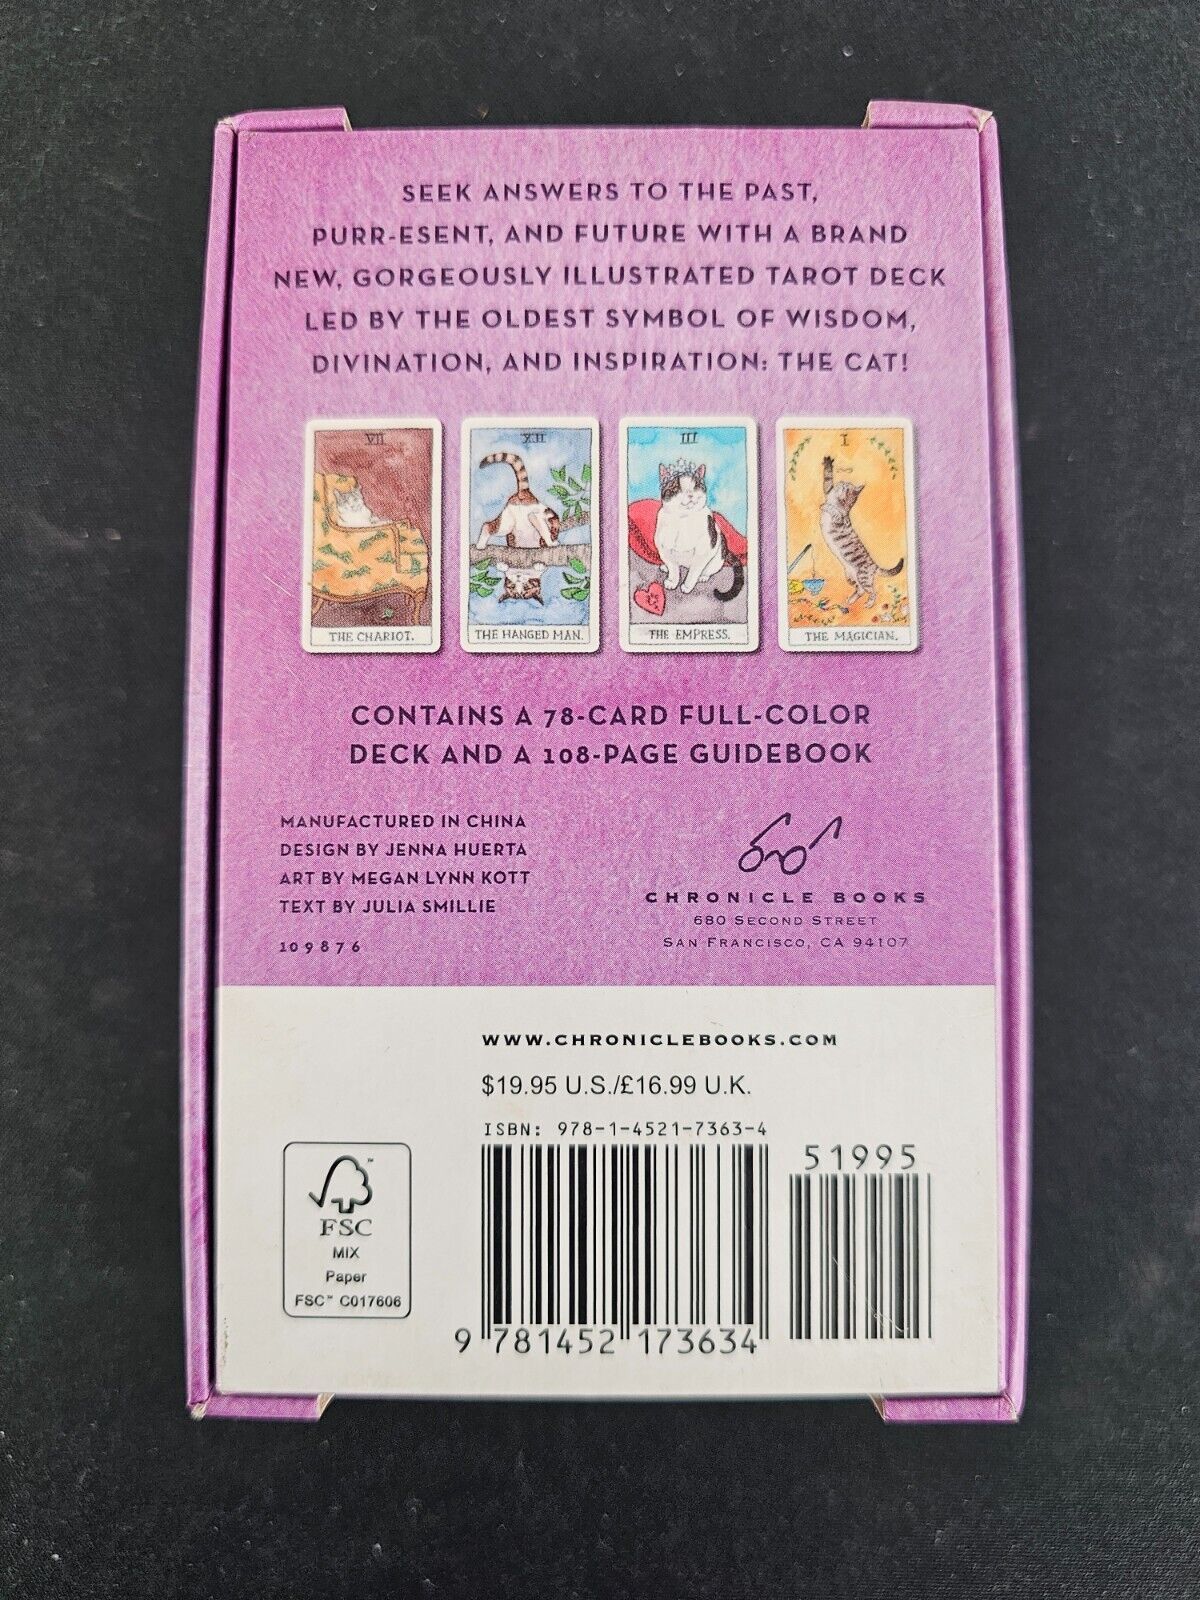 SEEK ANSWERS TO THE PAST,
PURR-ESENT, AND FUTURE WITH A BRAND
NEW, GORGEOUSLY ILLUSTRATED TAROT DECK
LED BY THE OLDEST SYMBOL OF WISDOM,
DIVINATION, AND INSPIRATION: THE CAT!
VII
THE CHARIOT.
XII
THE HANGED MAN.
III
THE EMPRESS.
I
THE MAGICIAN.
CONTAINS A 78-CARD FULL-COLOR
DECK AND A 108-PAGE GUIDEBOOK
MANUFACTURED IN CHINA
DESIGN BY JENNA HUERTA
ART BY MEGAN LYNN KOTT
TEXT BY JULIA SMILLIE
10 9 8 7 6
CHRONICLE BOOKS
680 SECOND STREET
SAN FRANCISCO, CA 94107
WWW.CHRONICLEBOOKS.COM
$19.95 U.S./£16.99 U.K.
ISBN: 978-1-4521-7363-4
51995
9 781452 173634
FSC
MIX
Paper
FSC™ C017606